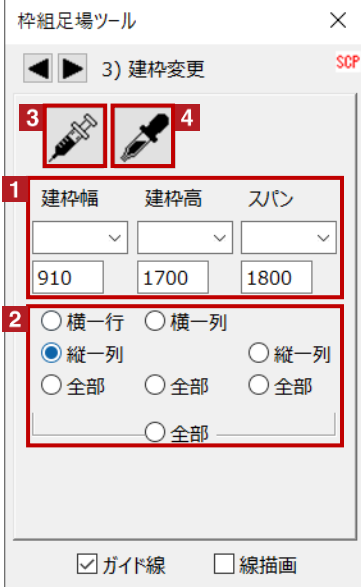 枠組足場ツール
3) 建枠変更
SCP
3 4
1
建枠幅 建枠高 スパン
910 1700 1800
2
横一行 横一列
縦一列 縦一列
全部 全部 全部
全部
ガイド線 線描画